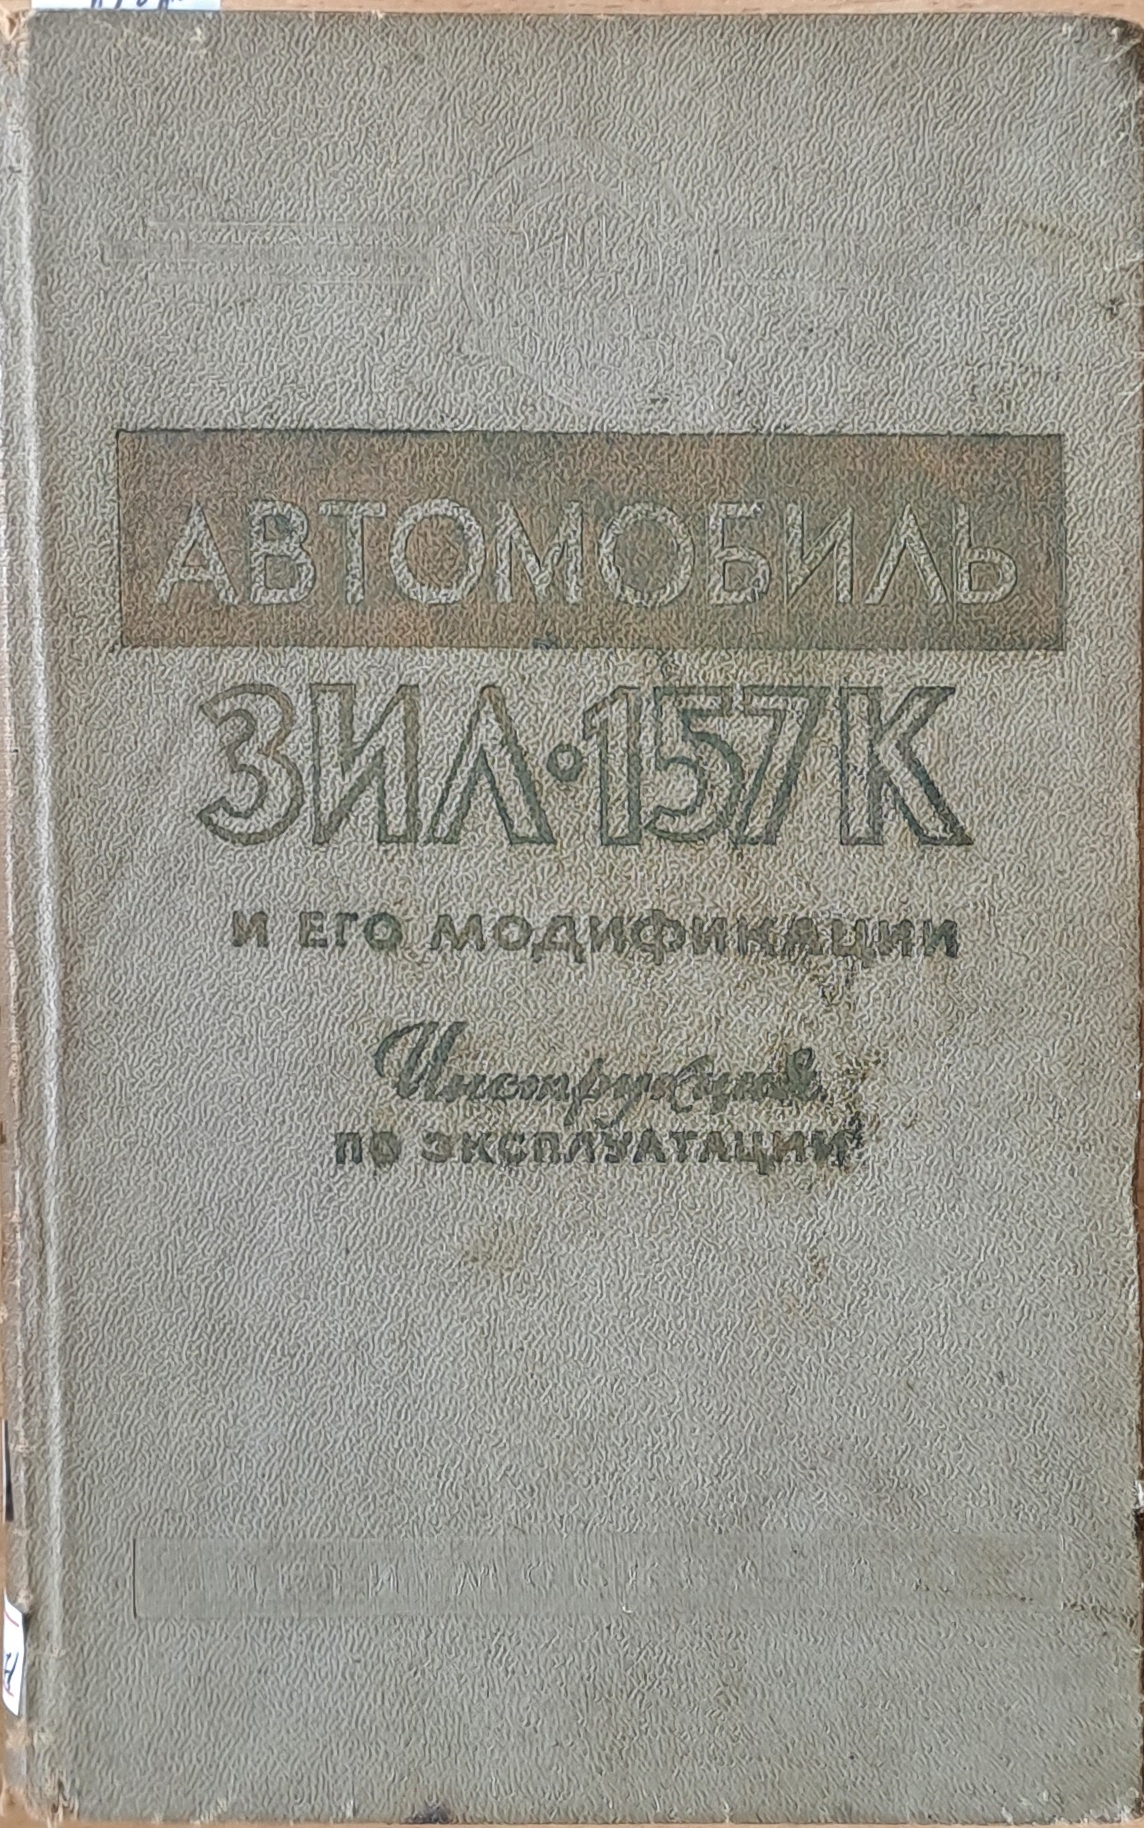 АВТОМОБИЛЬ
ЗИЛ·157К
И ЕГО МОДИФИКАЦИИ
Инструкция
ПО ЭКСПЛУАТАЦИИ